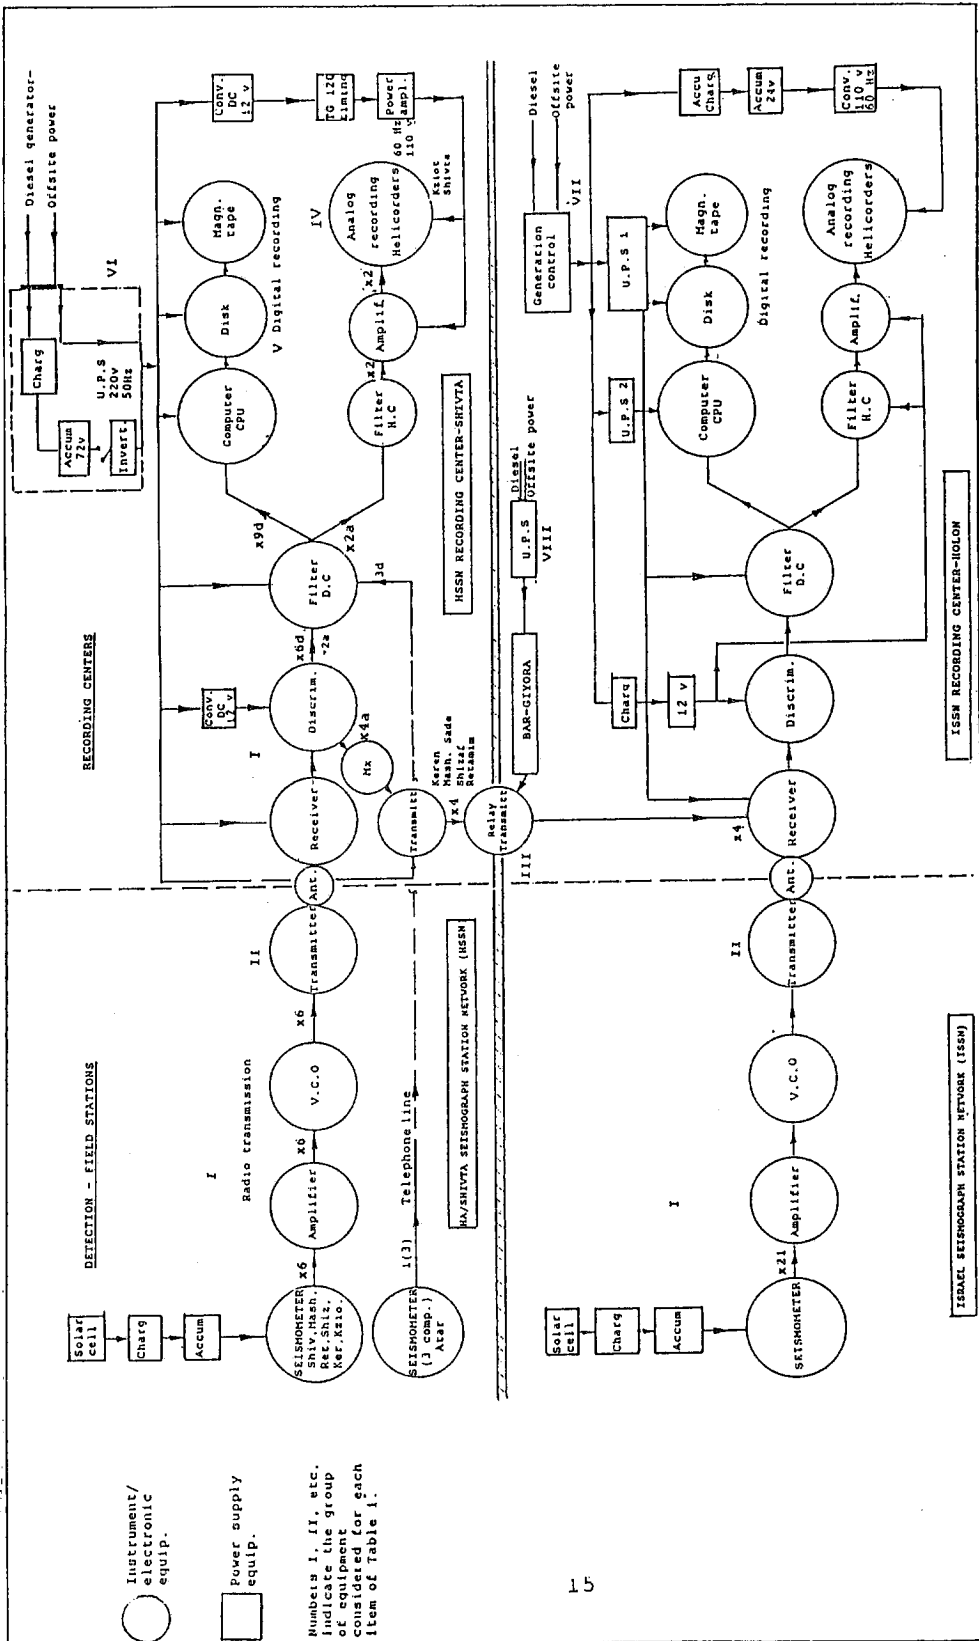 Instrument/
electronic
equip.
Power supply
equip.
Numbers I, II, etc.
indicate the group
of equipment
considered for each
item of Table 1.
DETECTION - FIELD STATIONS
RECORDING CENTERS
Solar
cell
Charg
Accum
SEISMOMETER
Shiv,Mash.
Ret,Shiz,
Ker,Kzio.
x6
Amplifier
x6
V.C.O
x6
Transmitter
Ant.
Receiver
Discrim.
x6d
-2a
Filter
D.C
I
Radio transmission
II
I
Conv.
DC
12 v
Mx
x4a
Transmitt
x4
Keren
Mash. Sade
Shizaf
Retamim
3d
SEISMOMETER
(3 comp.)
Atar
1(3) Telephone line
HA/SHIVTA SEISMOGRAPH STATION NETWORK (HSSN)
x9d
x2a
Computer
CPU
Disk
Magn.
tape
V Digital recording
Filter
H.C
x2
Amplif.
x2
Analog
recording
Helicorders
IV
Kziot
Shivta
Conv.
DC
12 v
TG 120
timing
Power
ampl.
60 Hz
110 v
Diesel generator-
Offsite power
VI
Charg
Accum
72v
Invert.
U.P.S
220v
50Hz
HSSN RECORDING CENTER-SHIVTA
Relay
Transmitt
III
BAR-GIYORA
U.P.S
VIII
Diesel
Offsite power
Solar
cell
Charg
Accum
SEISMOMETER
x21
Amplifier
V.C.O
Transmitter
Ant.
Receiver
Discrim.
Filter
D.C
I
II
x4
Charg
12 v
U.P.S 2
U.P.S 1
Generation
control
VII
Diesel
Offsite
power
Computer
CPU
Disk
Magn.
tape
Digital recording
Filter
H.C
Amplif.
Analog
recording
Helicorders
Accu
Charg
Accum
24v
Conv.
110 v
60 Hz
ISRAEL SEISMOGRAPH STATION NETWORK (ISSN)
ISSN RECORDING CENTER-HOLON
15